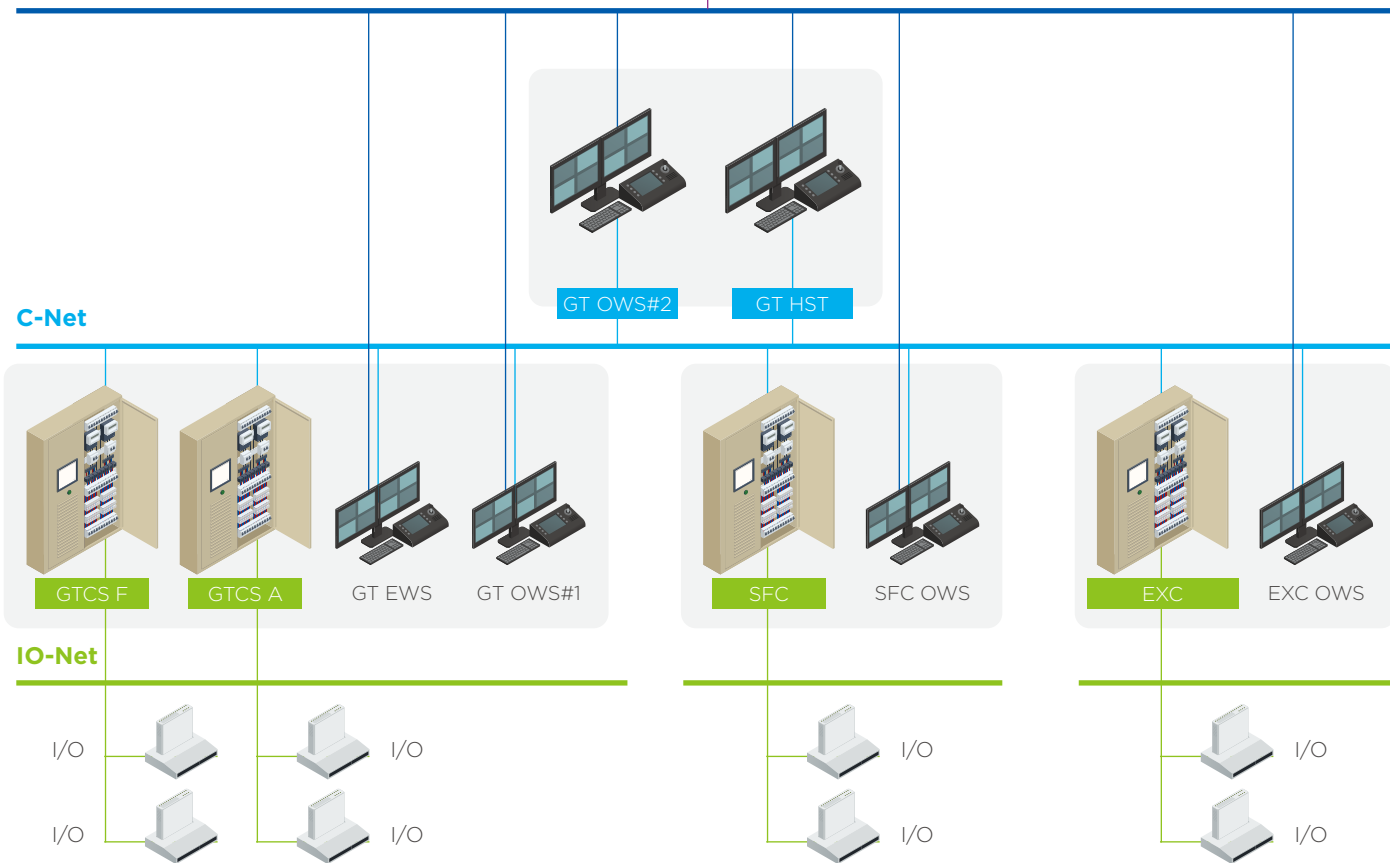 GT OWS#2
GT HST
C-Net
GTCS F
GTCS A
GT EWS
GT OWS#1
SFC
SFC OWS
EXC
EXC OWS
IO-Net
I/O
I/O
I/O
I/O
I/O
I/O
I/O
I/O